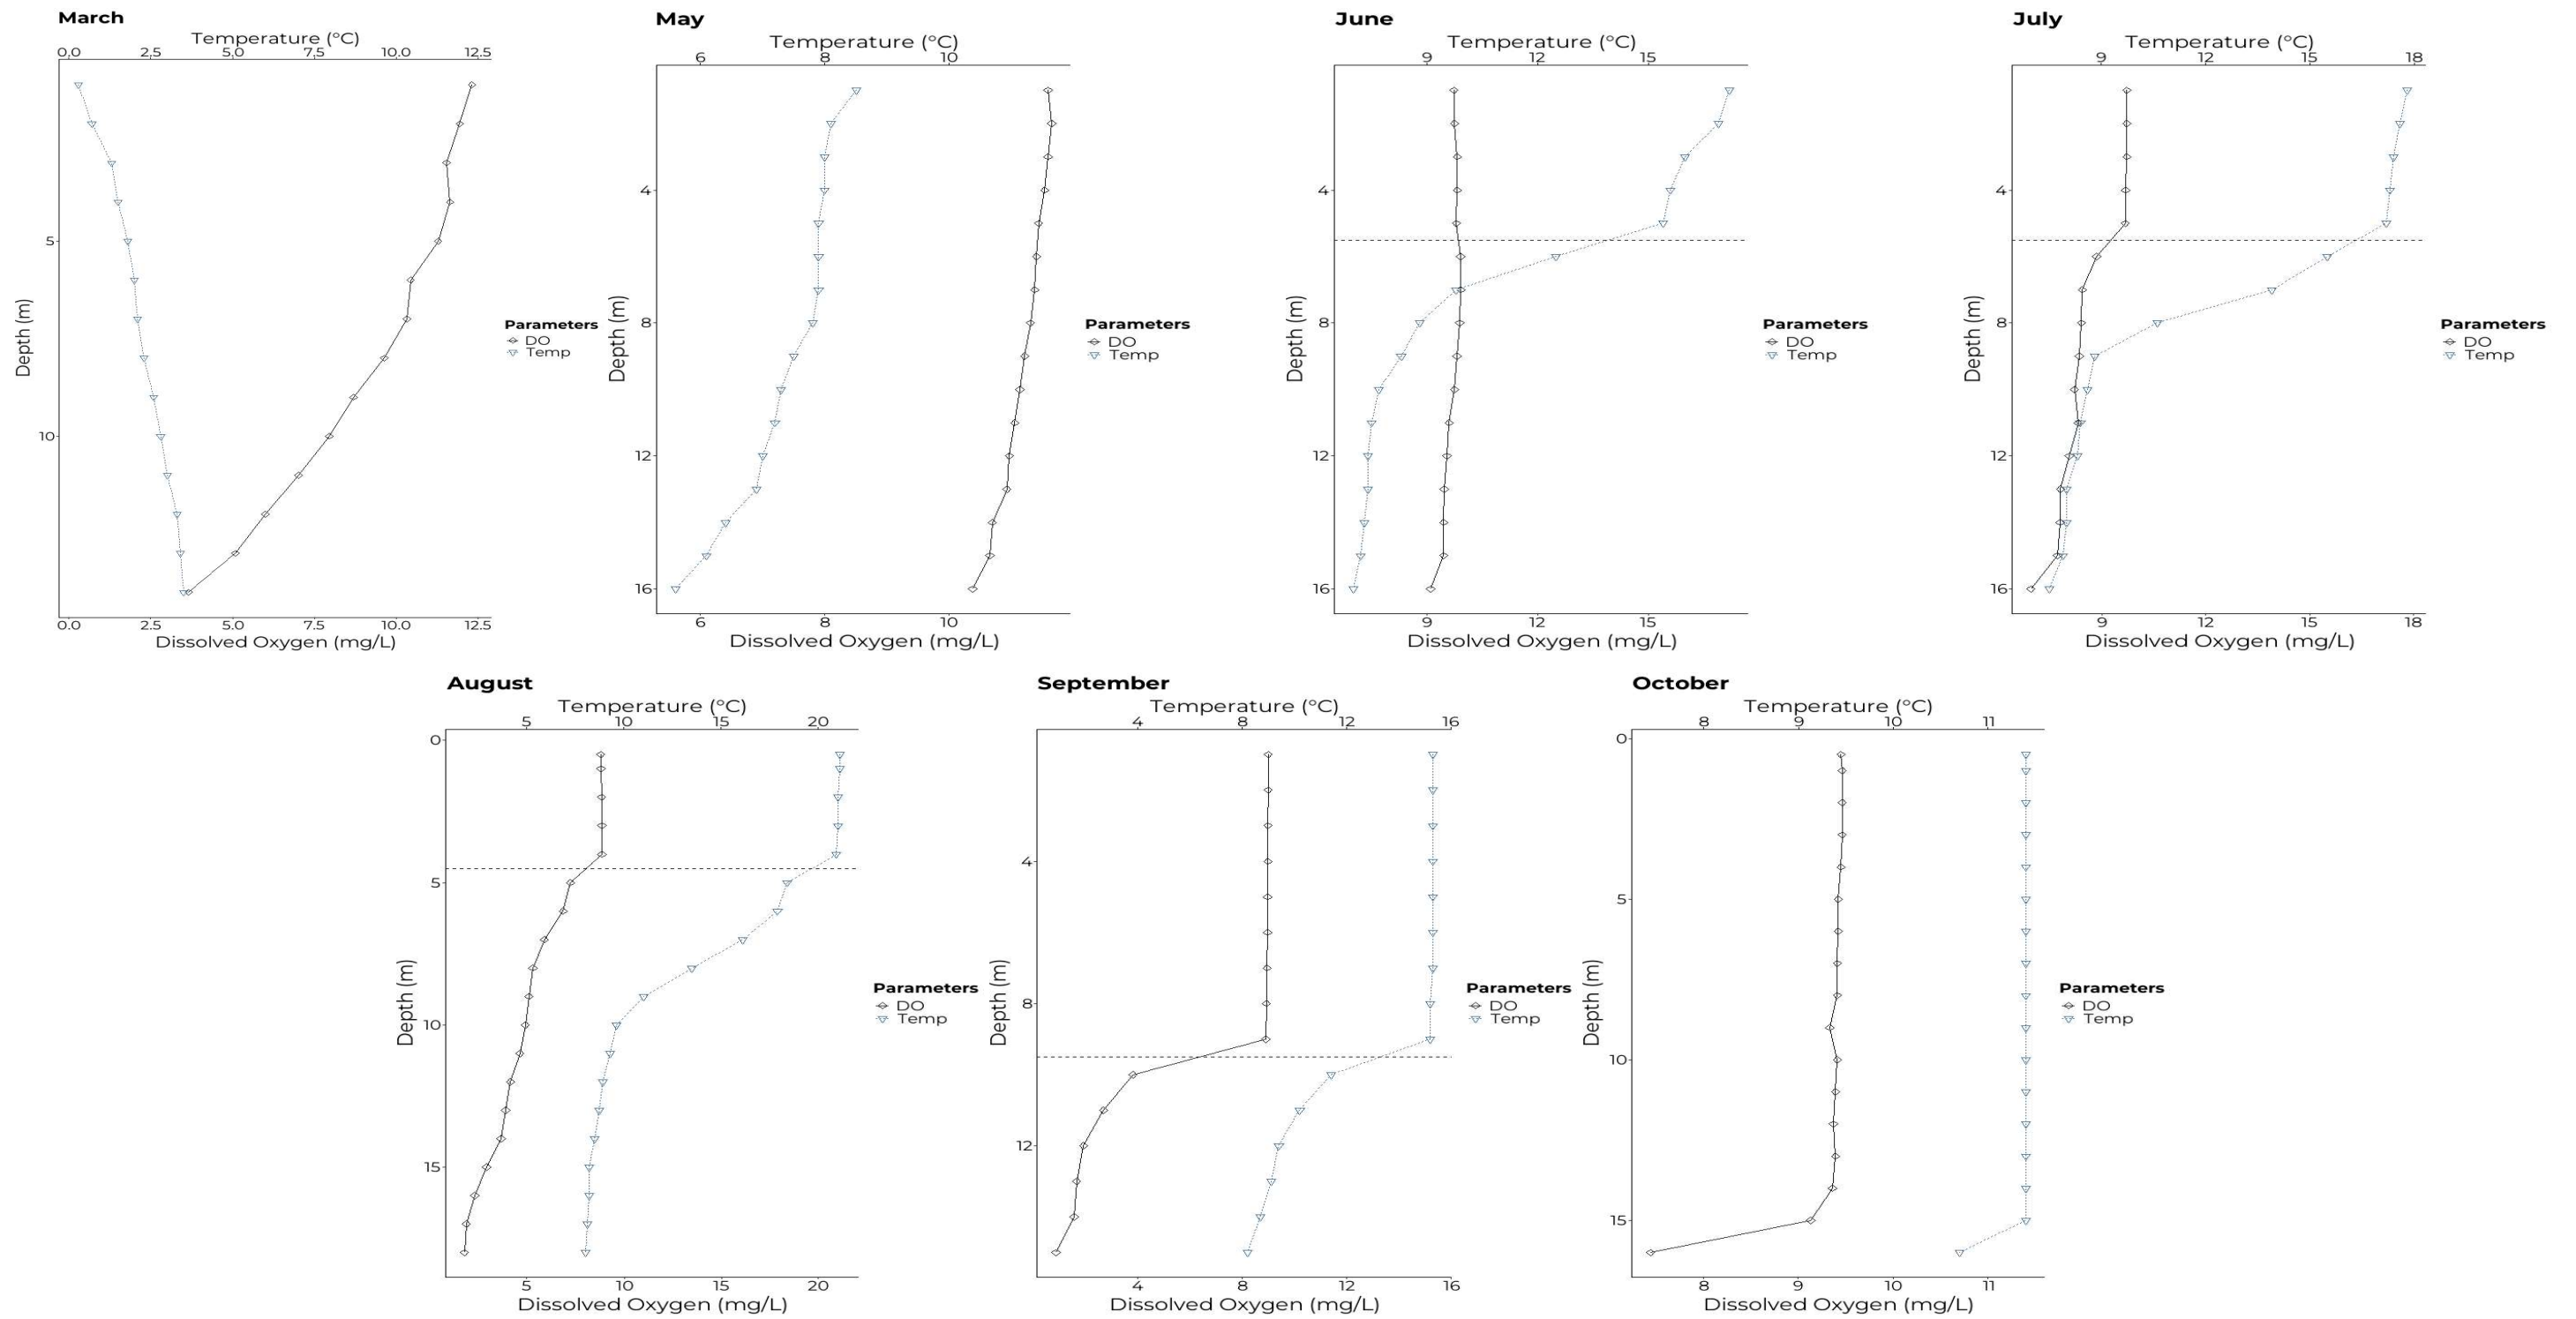 March
Temperature (°C)
0.0 2.5 5.0 7.5 10.0 12.5
Depth (m)
5
10
0.0 2.5 5.0 7.5 10.0 12.5
Dissolved Oxygen (mg/L)
Parameters
DO
Temp
May
Temperature (°C)
6 8 10
Depth (m)
4
8
12
16
6 8 10
Dissolved Oxygen (mg/L)
Parameters
DO
Temp
June
Temperature (°C)
9 12 15
Depth (m)
4
8
12
16
9 12 15
Dissolved Oxygen (mg/L)
Parameters
DO
Temp
July
Temperature (°C)
9 12 15 18
Depth (m)
4
8
12
16
9 12 15 18
Dissolved Oxygen (mg/L)
Parameters
DO
Temp
August
Temperature (°C)
5 10 15 20
Depth (m)
0
5
10
15
5 10 15 20
Dissolved Oxygen (mg/L)
Parameters
DO
Temp
September
Temperature (°C)
4 8 12 16
Depth (m)
4
8
12
4 8 12 16
Dissolved Oxygen (mg/L)
Parameters
DO
Temp
October
Temperature (°C)
8 9 10 11
Depth (m)
0
5
10
15
8 9 10 11
Dissolved Oxygen (mg/L)
Parameters
DO
Temp